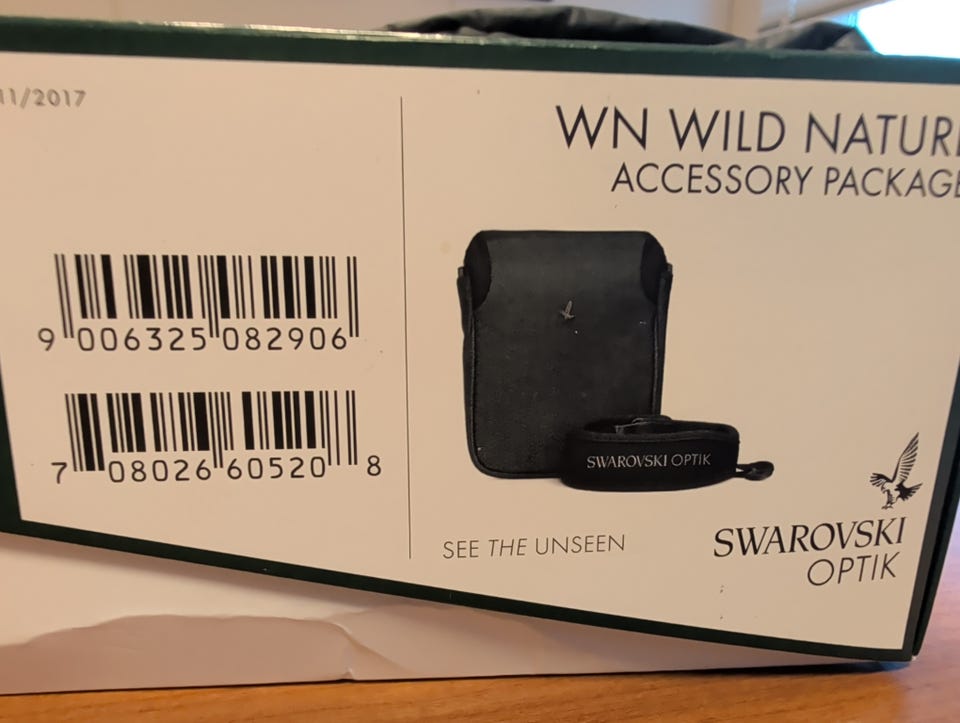 11/2017
WN WILD NATURE
ACCESSORY PACKAGE
9 006325 082906
7 08026 60520 8
SWAROVSKI OPTIK
SEE THE UNSEEN
SWAROVSKI
OPTIK